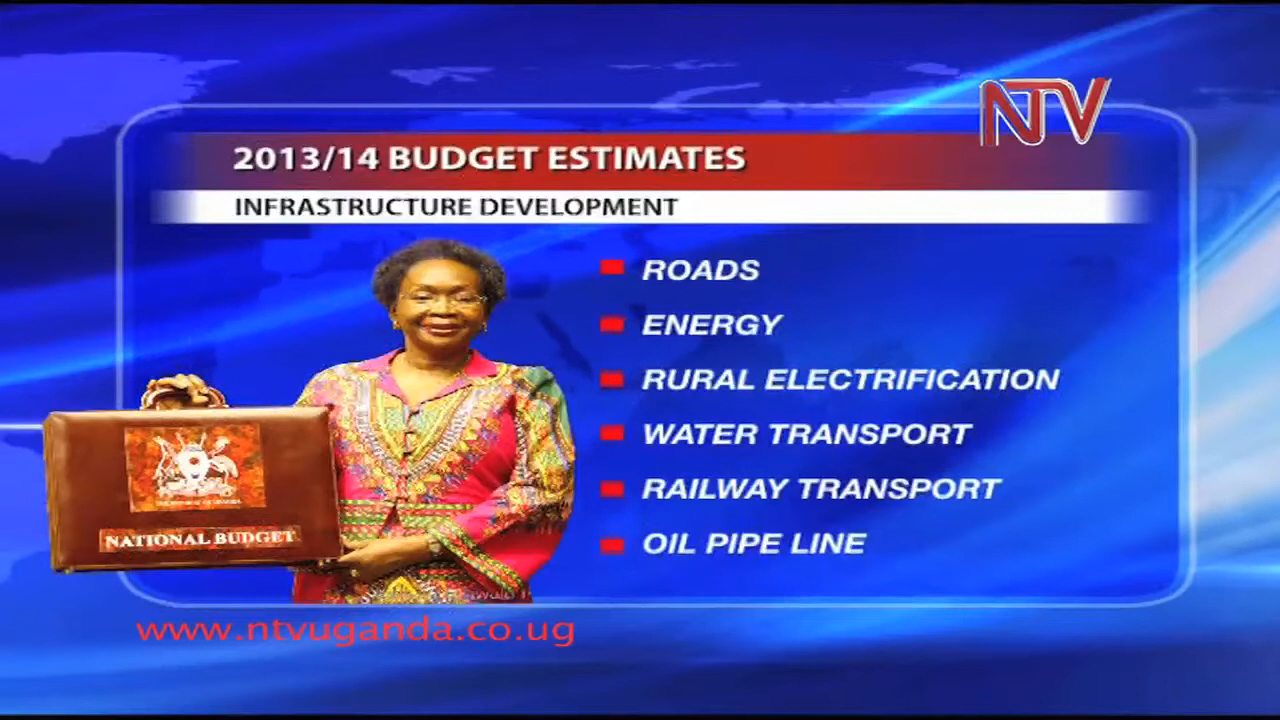 NTV
2013/14 BUDGET ESTIMATES
INFRASTRUCTURE DEVELOPMENT
ROADS
ENERGY
RURAL ELECTRIFICATION
WATER TRANSPORT
RAILWAY TRANSPORT
OIL PIPE LINE
NATIONAL BUDGET
www.ntvuganda.co.ug